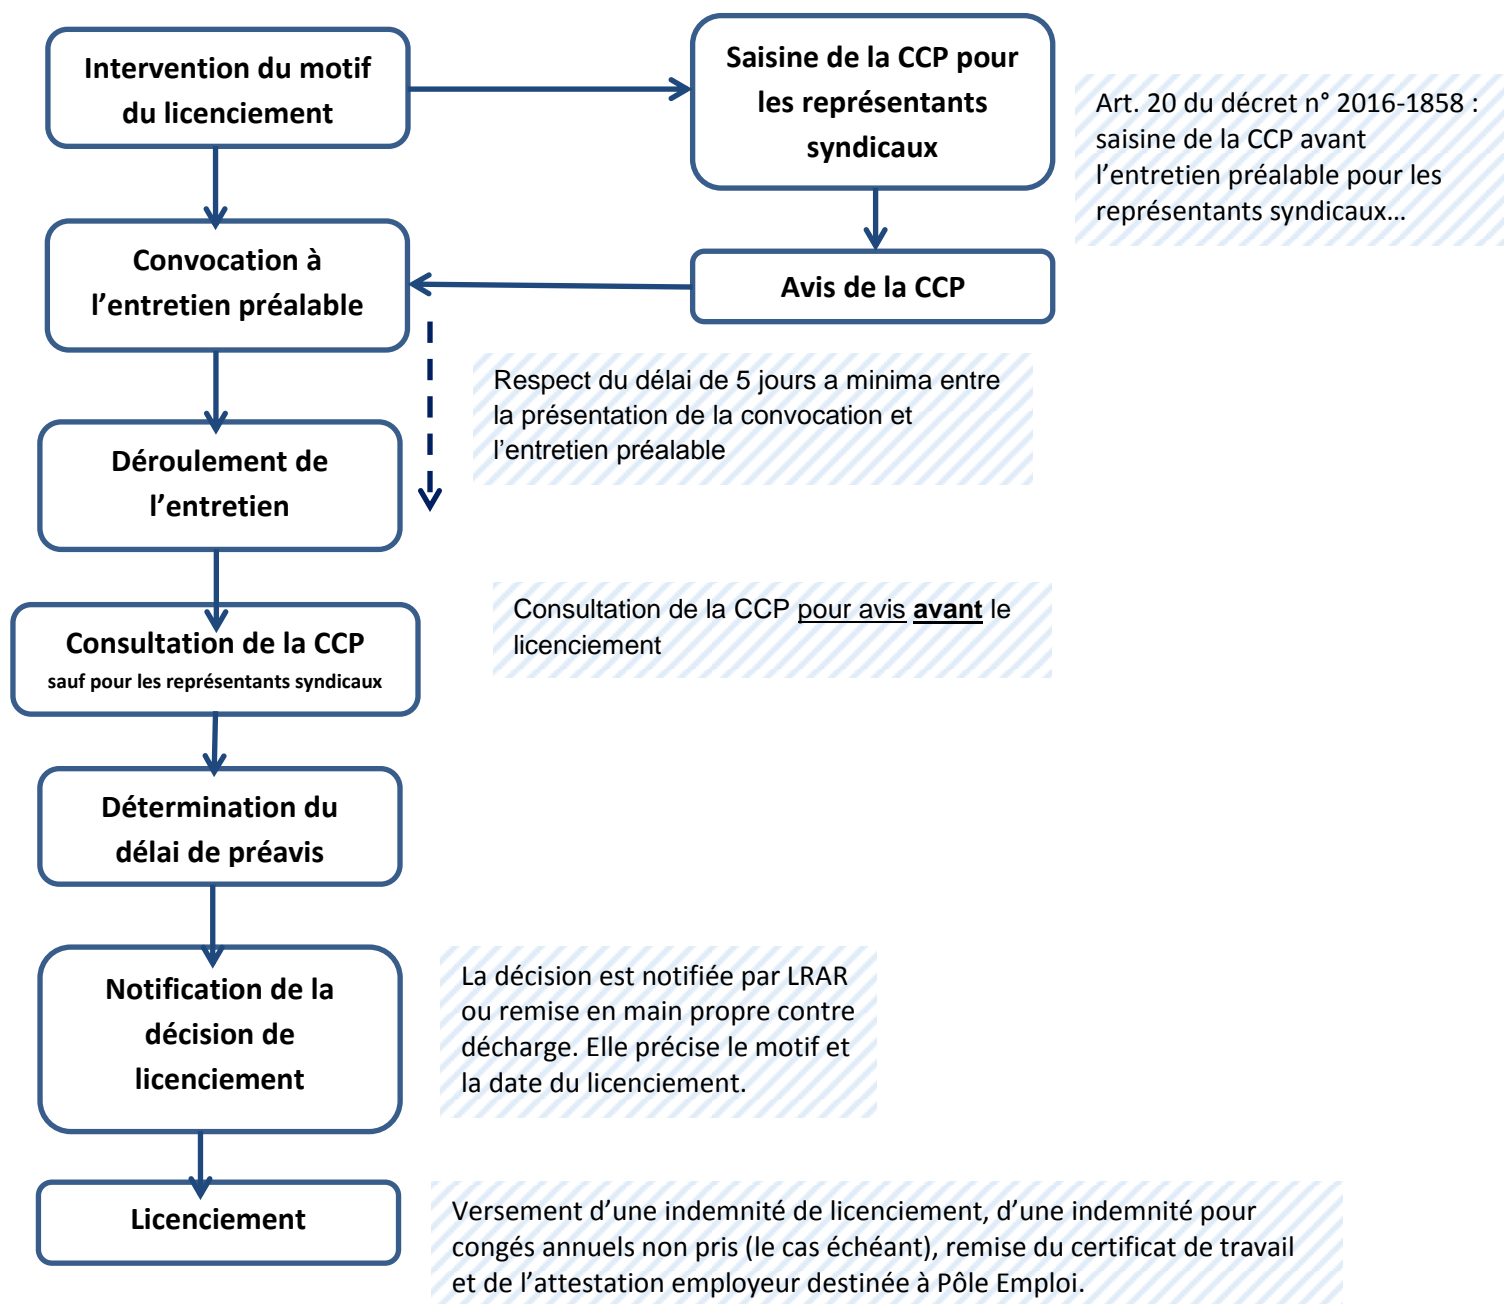 Intervention du motif
du licenciement
Saisine de la CCP pour
les représentants
syndicaux
Art. 20 du décret n° 2016-1858 :
saisine de la CCP avant
l’entretien préalable pour les
représentants syndicaux…
Convocation à
l’entretien préalable
Avis de la CCP
Respect du délai de 5 jours a minima entre
la présentation de la convocation et
l’entretien préalable
Déroulement de
l’entretien
Consultation de la CCP pour avis avant le
licenciement
Consultation de la CCP
sauf pour les représentants syndicaux
Détermination du
délai de préavis
Notification de la
décision de
licenciement
La décision est notifiée par LRAR
ou remise en main propre contre
décharge. Elle précise le motif et
la date du licenciement.
Licenciement
Versement d’une indemnité de licenciement, d’une indemnité pour
congés annuels non pris (le cas échéant), remise du certificat de travail
et de l’attestation employeur destinée à Pôle Emploi.